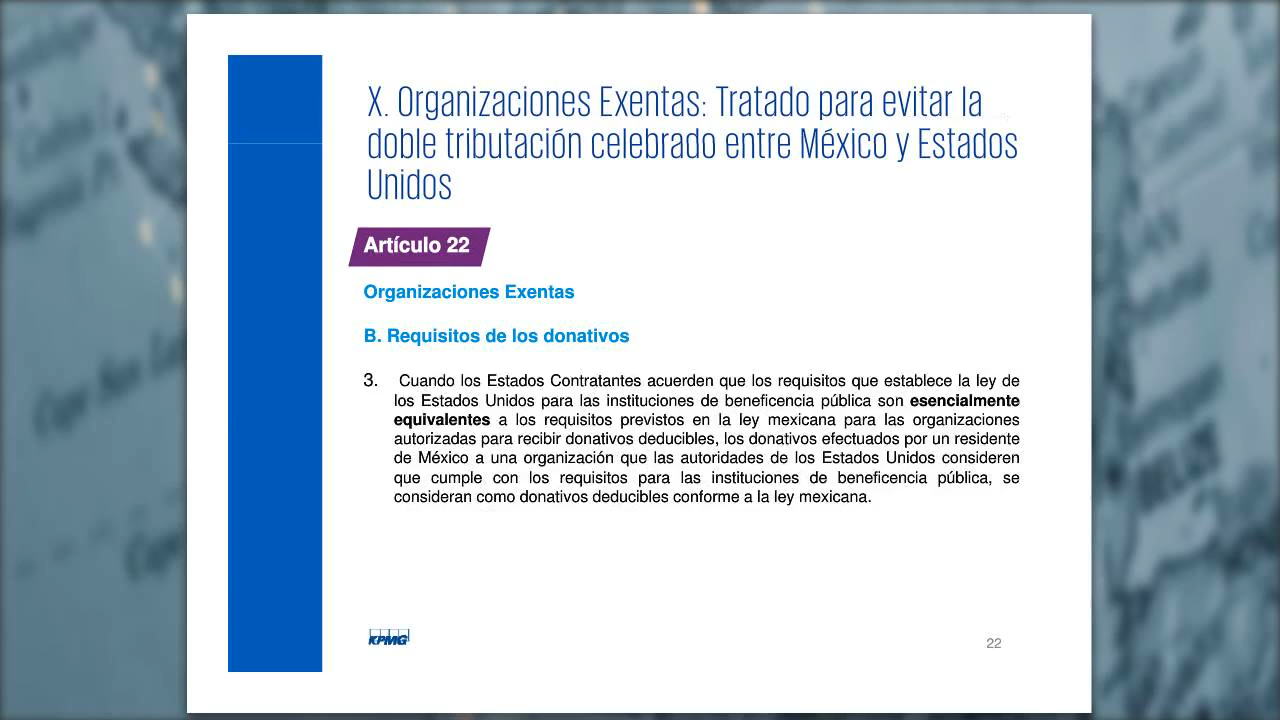 X. Organizaciones Exentas: Tratado para evitar la
doble tributación celebrado entre México y Estados
Unidos
Artículo 22
Organizaciones Exentas
B. Requisitos de los donativos
3. Cuando los Estados Contratantes acuerden que los requisitos que establece la ley de
los Estados Unidos para las instituciones de beneficencia pública son esencialmente
equivalentes a los requisitos previstos en la ley mexicana para las organizaciones
autorizadas para recibir donativos deducibles, los donativos efectuados por un residente
de México a una organización que las autoridades de los Estados Unidos consideren
que cumple con los requisitos para las instituciones de beneficencia pública, se
consideran como donativos deducibles conforme a la ley mexicana.
KPMG
22